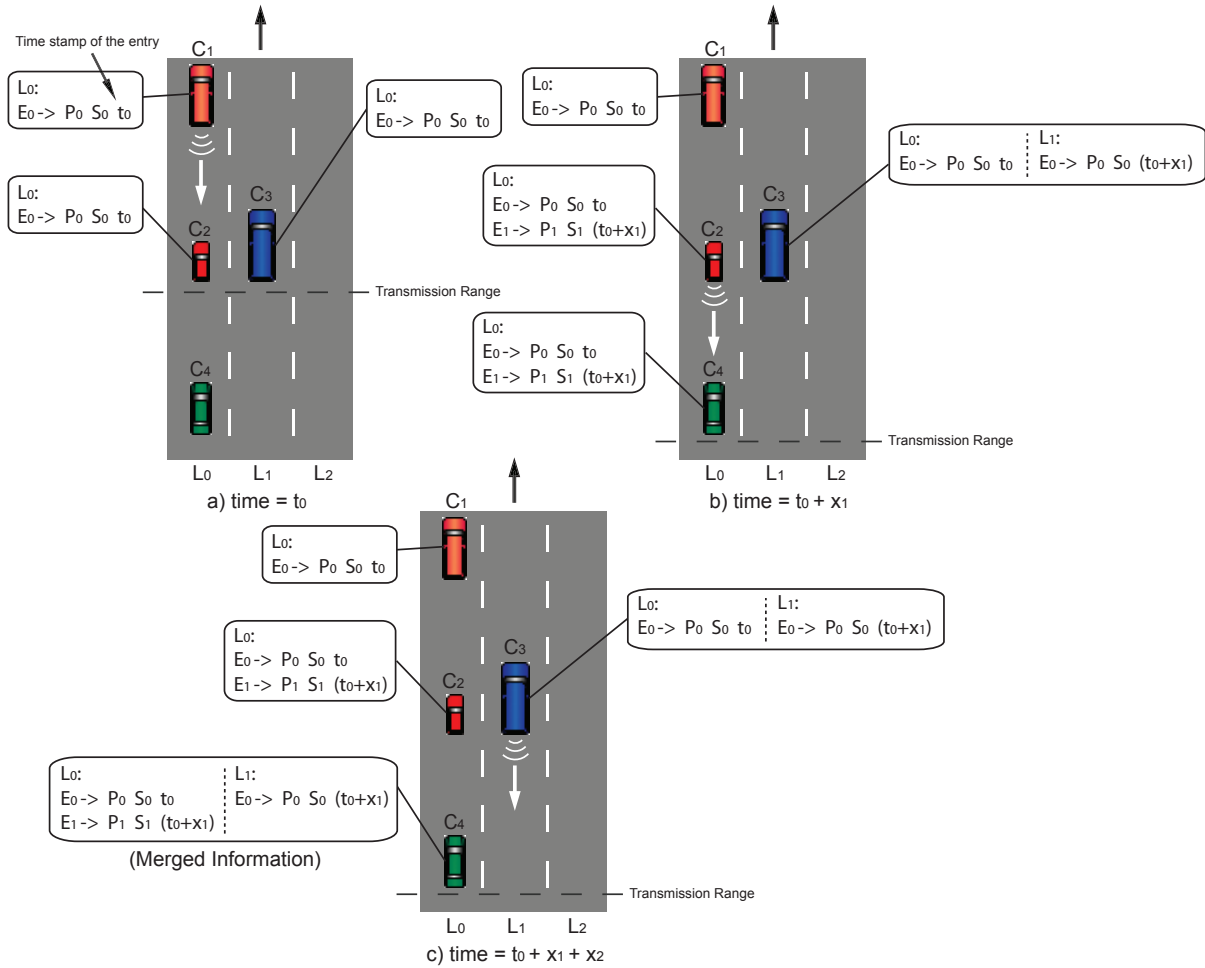 Time stamp of the entry
C1
L0:
E0-> P0 S0 t0
L0:
E0-> P0 S0 t0
L0:
E0-> P0 S0 t0
C2
C3
Transmission Range
C4
L0 L1 L2
a) time = t0
C1
L0:
E0-> P0 S0 t0
L0:
E0-> P0 S0 t0
L1:
E0-> P0 S0 (t0+x1)
L0:
E0-> P0 S0 t0
E1-> P1 S1 (t0+x1)
C2
C3
L0:
E0-> P0 S0 t0
E1-> P1 S1 (t0+x1)
C4
Transmission Range
L0 L1 L2
b) time = t0 + x1
C1
L0:
E0-> P0 S0 t0
L0:
E0-> P0 S0 t0
L1:
E0-> P0 S0 (t0+x1)
L0:
E0-> P0 S0 t0
E1-> P1 S1 (t0+x1)
C2
C3
L0:
E0-> P0 S0 t0
E1-> P1 S1 (t0+x1)
L1:
E0-> P0 S0 (t0+x1)
(Merged Information)
C4
Transmission Range
L0 L1 L2
c) time = t0 + x1 + x2